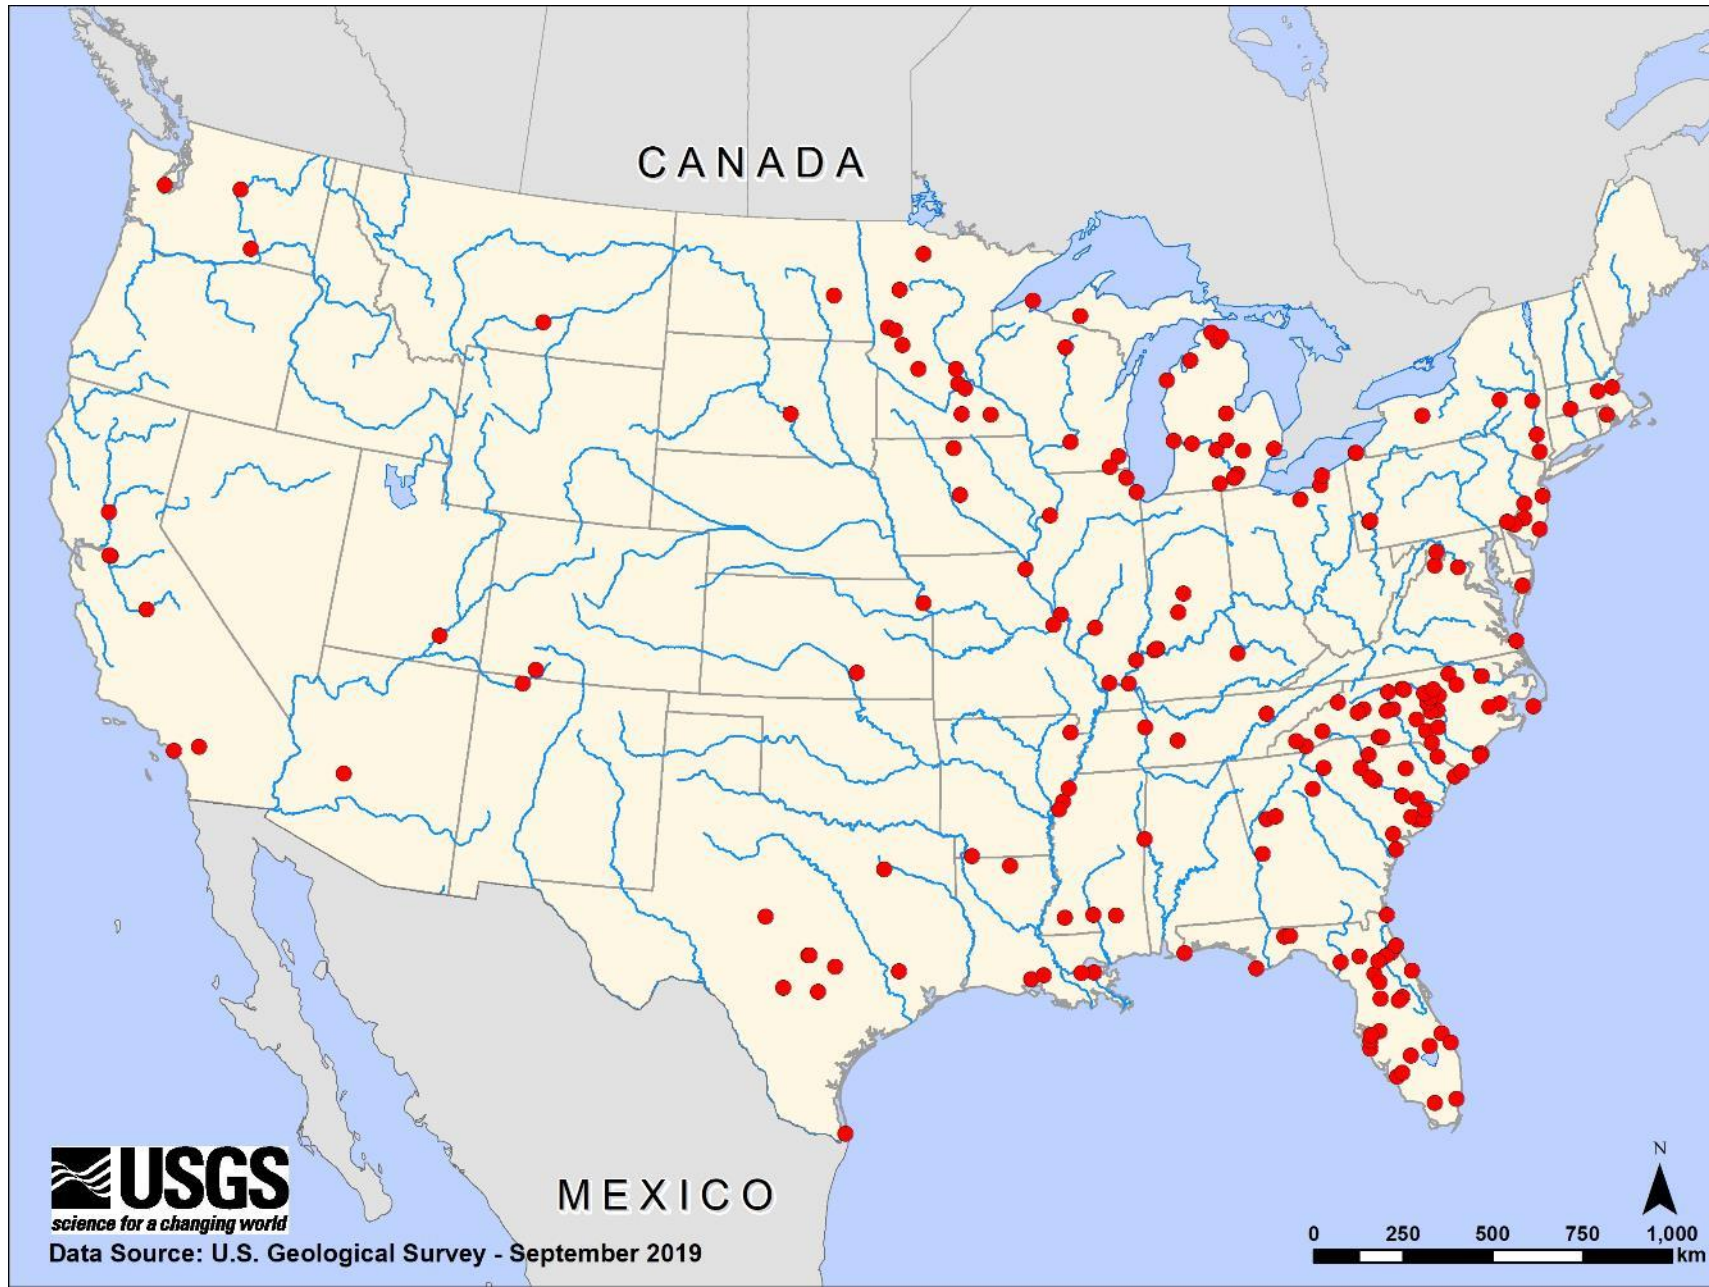 CANADA
MEXICO
USGS
science for a changing world
Data Source: U.S. Geological Survey - September 2019
N
0 250 500 750 1,000
km